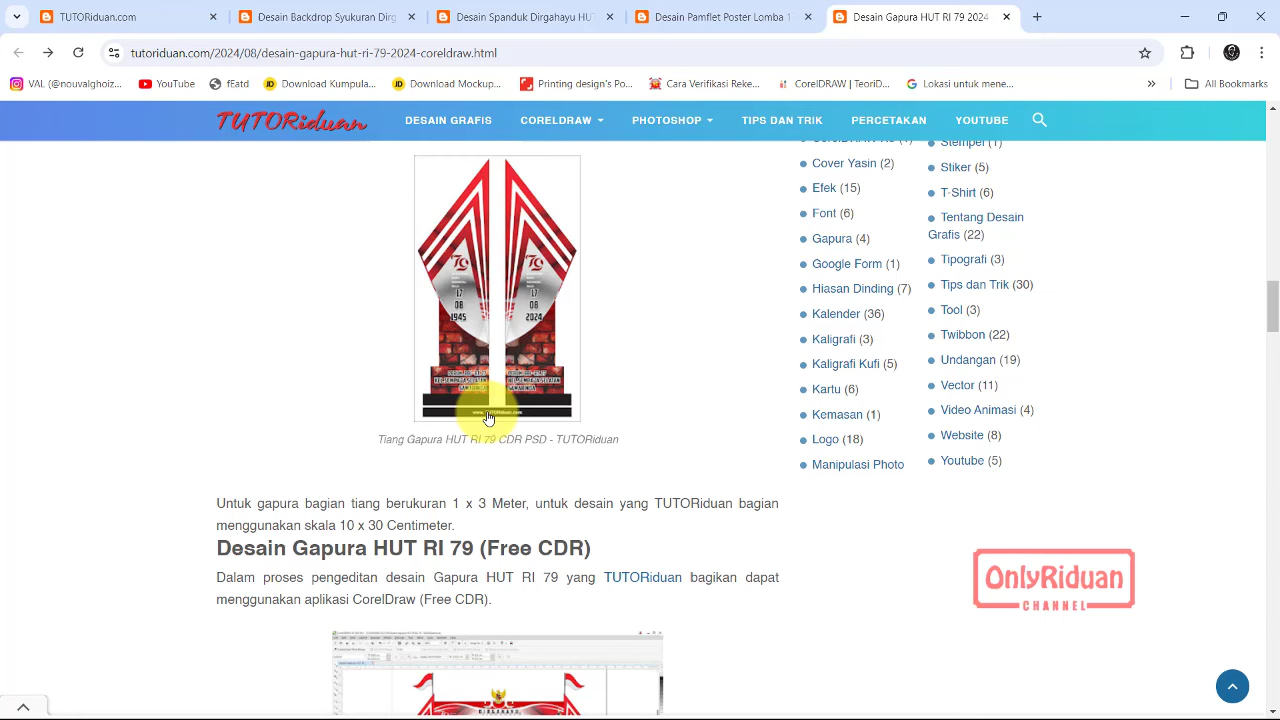 TUTORiduan...
Desain Spanduk Dirgahayu HUT
Desain Spanduk Dirgahayu HUT
Desain Pamflet Poster Lomba 1
Desain Gapura HUT RI 79 2024
tutoriduan.com/2024/08/desain-gapura-hut-ri-79-2024-coreldraw.html
VAL (@nouvalghoiz...
YouTube
fEatd
Download Kumpula...
Download Mockup...
Printing design's Po...
Cara Verifikasi Reke...
CorelDRAW | TeoriD...
Lokasi untuk mene...
All Bookmarks
TUTORiduan
DESAIN GRAFIS
CORELDRAW
PHOTOSHOP
TIPS DAN TRIK
PERCETAKAN
YOUTUBE
79
17
08
1945
79
17
08
2024
www.TUTORiduan.com
Tiang Gapura HUT RI 79 CDR PSD - TUTORiduan
Untuk gapura bagian tiang berukuran 1 x 3 Meter, untuk desain yang TUTORiduan bagian
menggunakan skala 10 x 30 Centimeter.
Desain Gapura HUT RI 79 (Free CDR)
Dalam proses pengeditan desain Gapura HUT RI 79 yang TUTORiduan bagikan dapat
menggunakan aplikasi CorelDraw (Free CDR).
Cover Yasin (2)
Efek (15)
Font (6)
Gapura (4)
Google Form (1)
Hiasan Dinding (7)
Kalender (36)
Kaligrafi (3)
Kaligrafi Kufi (5)
Kartu (6)
Kemasan (1)
Logo (18)
Manipulasi Photo
Stempel (1)
Stiker (5)
T-Shirt (6)
Tentang Desain
Grafis (22)
Tipografi (3)
Tips dan Trik (30)
Tool (3)
Twibbon (22)
Undangan (19)
Vector (11)
Video Animasi (4)
Website (8)
Youtube (5)
OnlyRiduan
CHANNEL